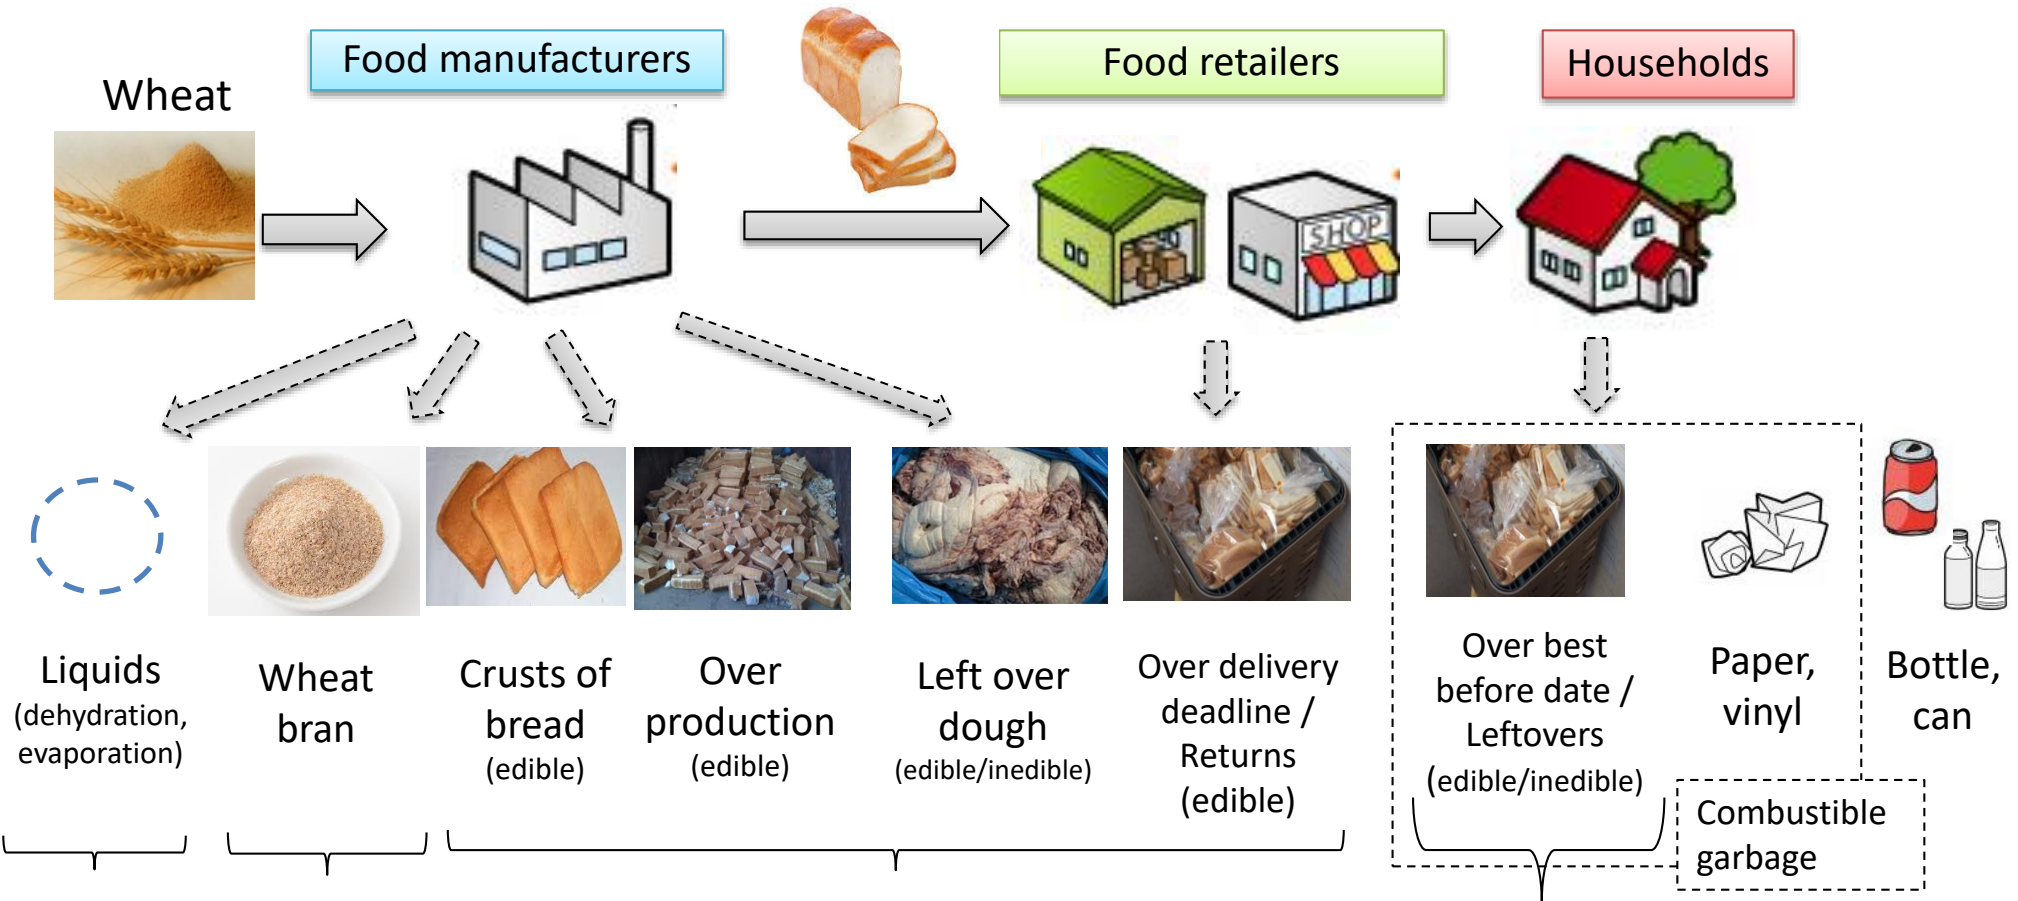 Wheat
Food manufacturers
Food retailers
Households
SHOP
Liquids
(dehydration,
evaporation)
Wheat
bran
Crusts of
bread
(edible)
Over
production
(edible)
Left over
dough
(edible/inedible)
Over delivery
deadline /
Returns
(edible)
Over best
before date /
Leftovers
(edible/inedible)
Paper,
vinyl
Bottle,
can
Combustible
garbage